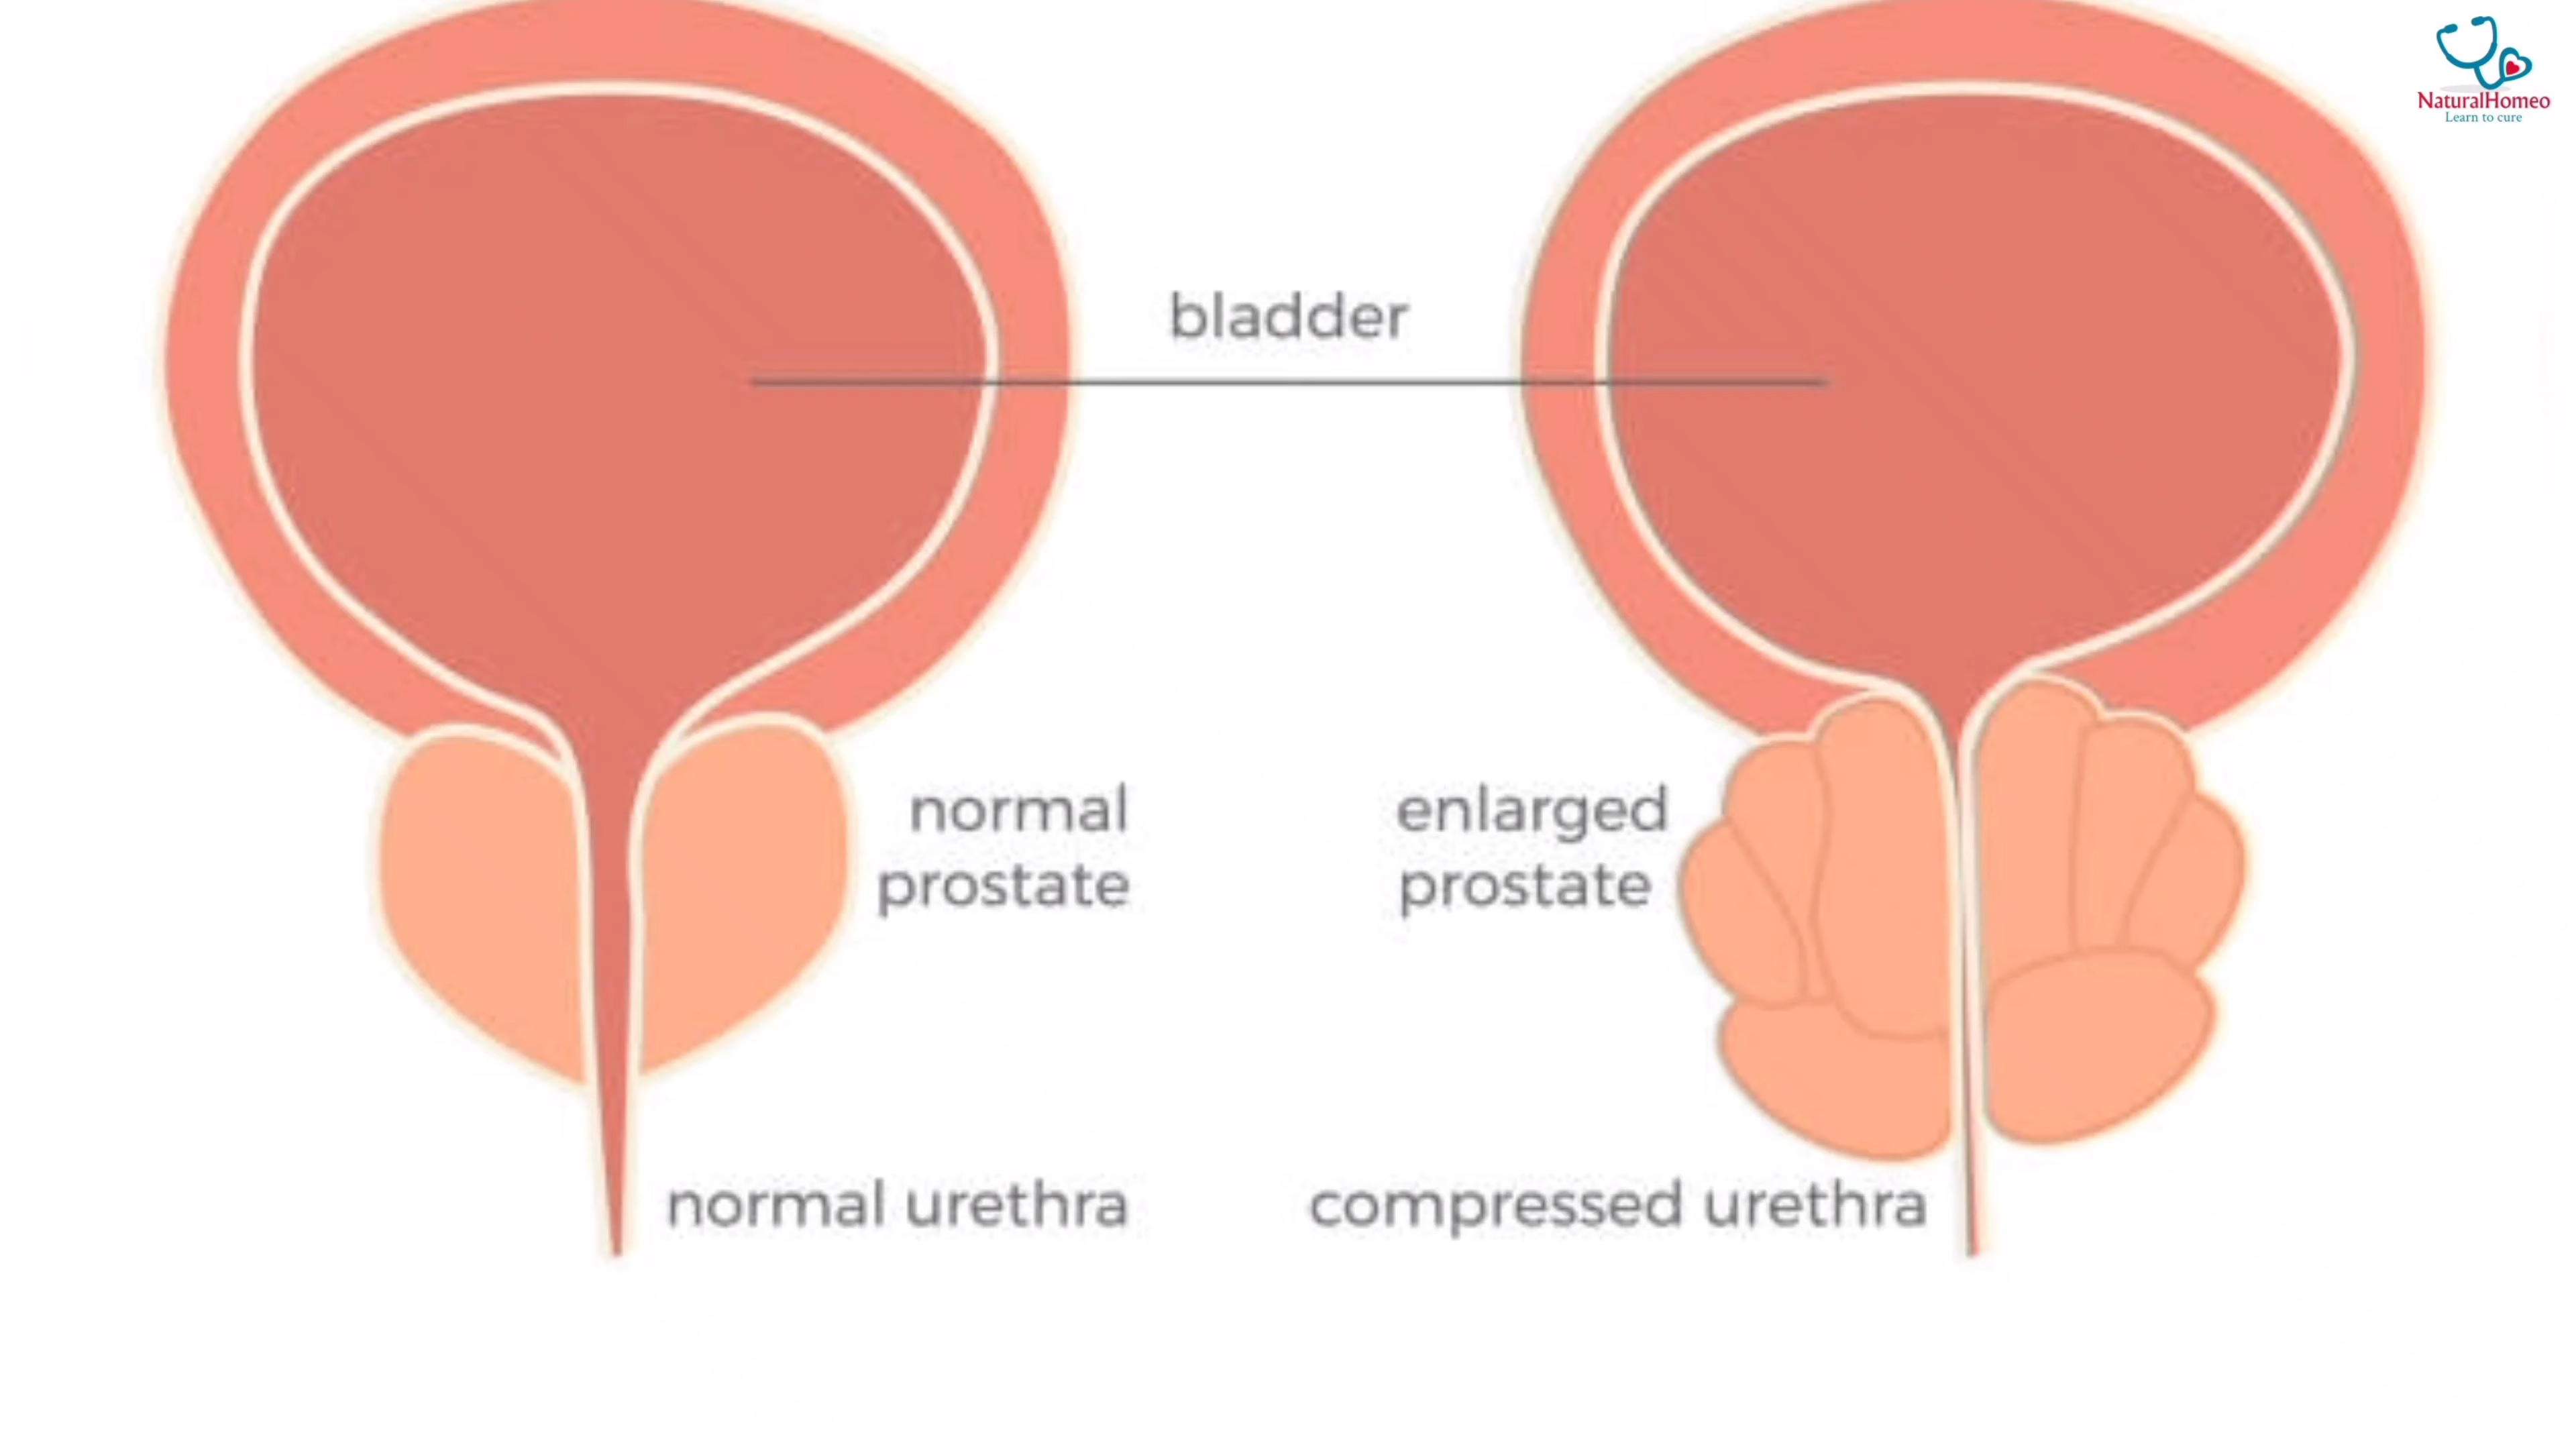 NaturalHomeo
Learn to cure
bladder
normal
prostate
enlarged
prostate
normal urethra
compressed urethra